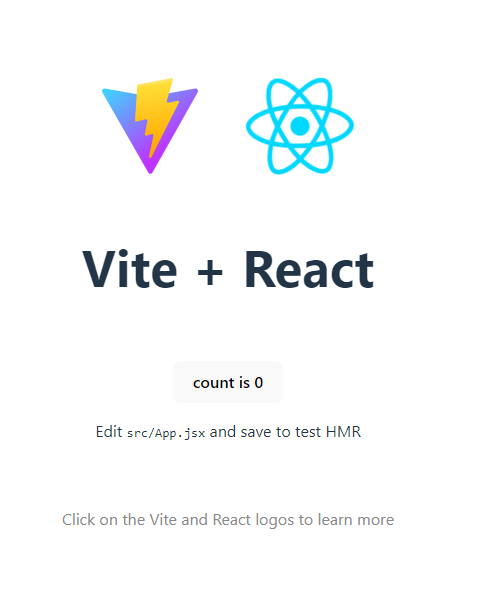 Vite + React
count is 0
Edit src/App.jsx and save to test HMR
Click on the Vite and React logos to learn more